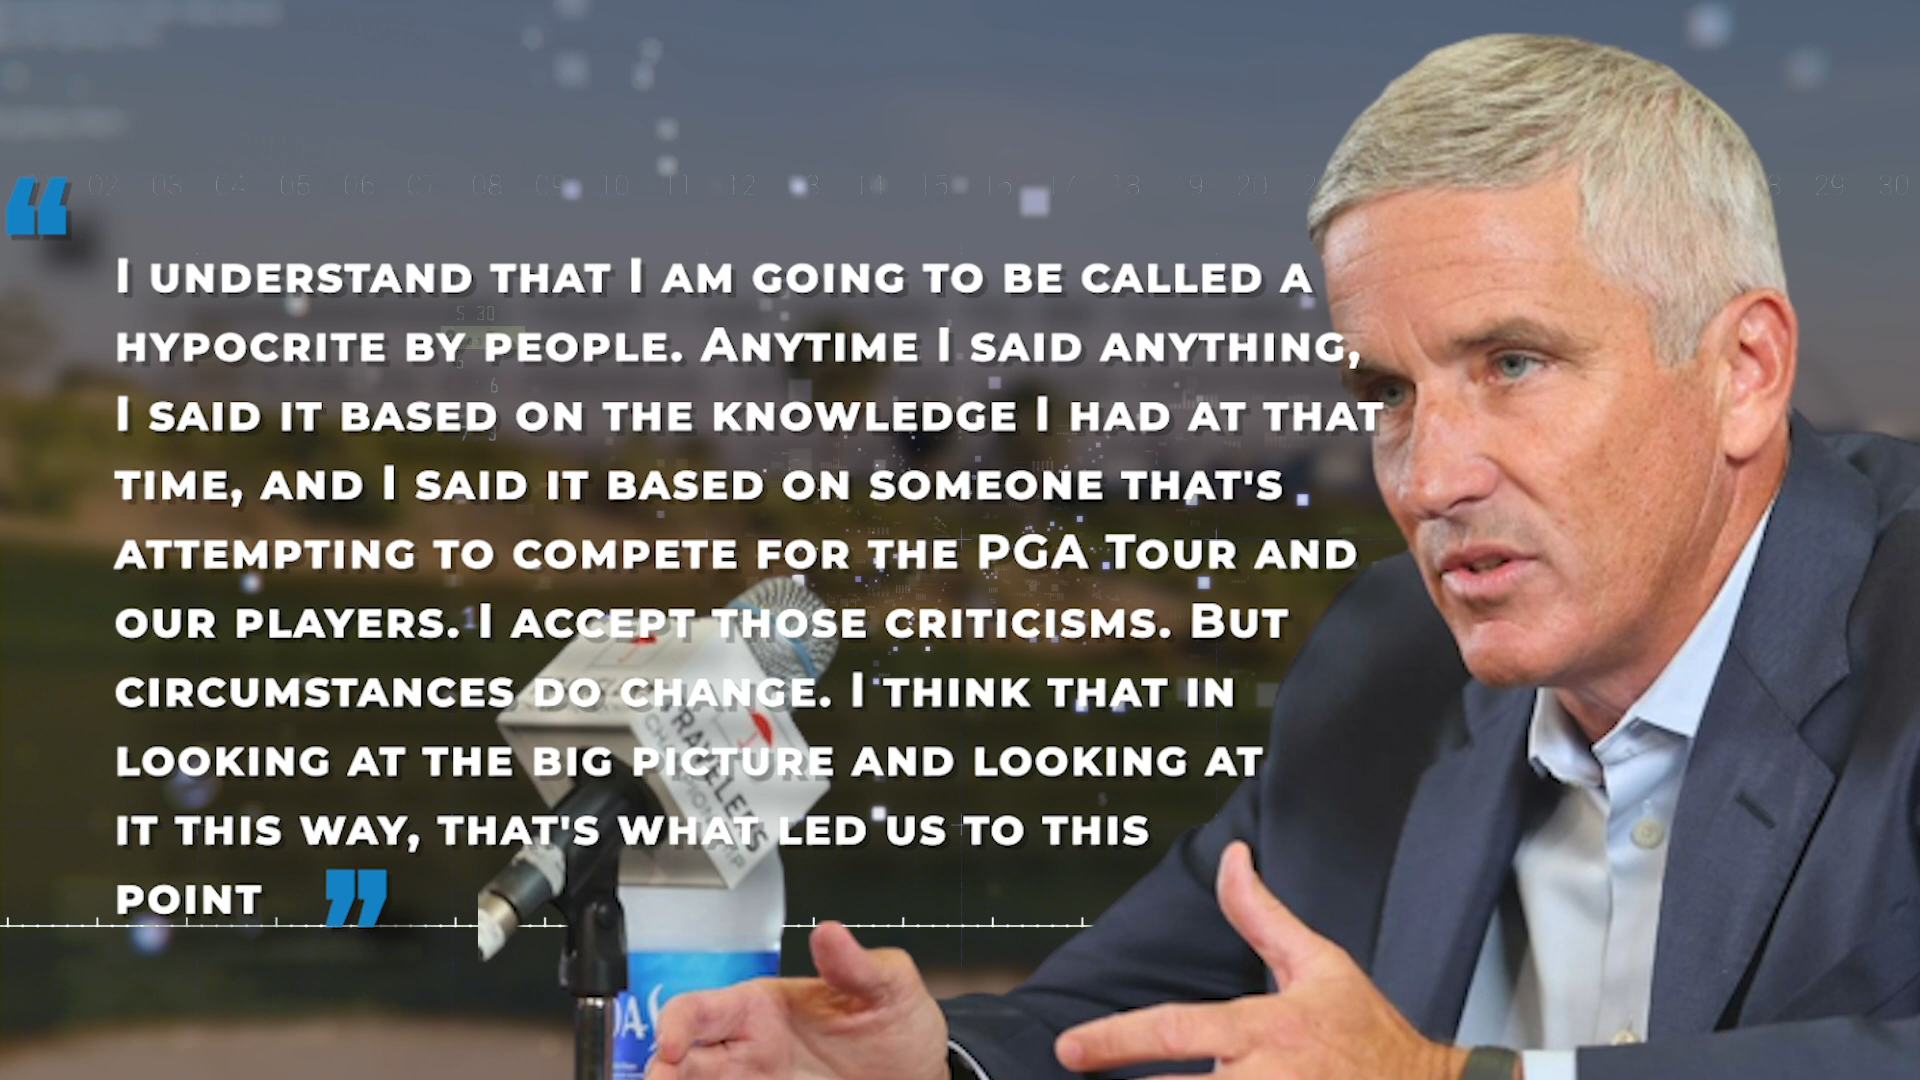 “
I UNDERSTAND THAT I AM GOING TO BE CALLED A
HYPOCRITE BY PEOPLE. ANYTIME I SAID ANYTHING,
I SAID IT BASED ON THE KNOWLEDGE I HAD AT THAT
TIME, AND I SAID IT BASED ON SOMEONE THAT'S
ATTEMPTING TO COMPETE FOR THE PGA TOUR AND
OUR PLAYERS. I ACCEPT THOSE CRITICISMS. BUT
CIRCUMSTANCES DO CHANGE. I THINK THAT IN
LOOKING AT THE BIG PICTURE AND LOOKING AT
IT THIS WAY, THAT'S WHAT LED US TO THIS
POINT ”
TRAVELERS
CHAMPIONSHIP